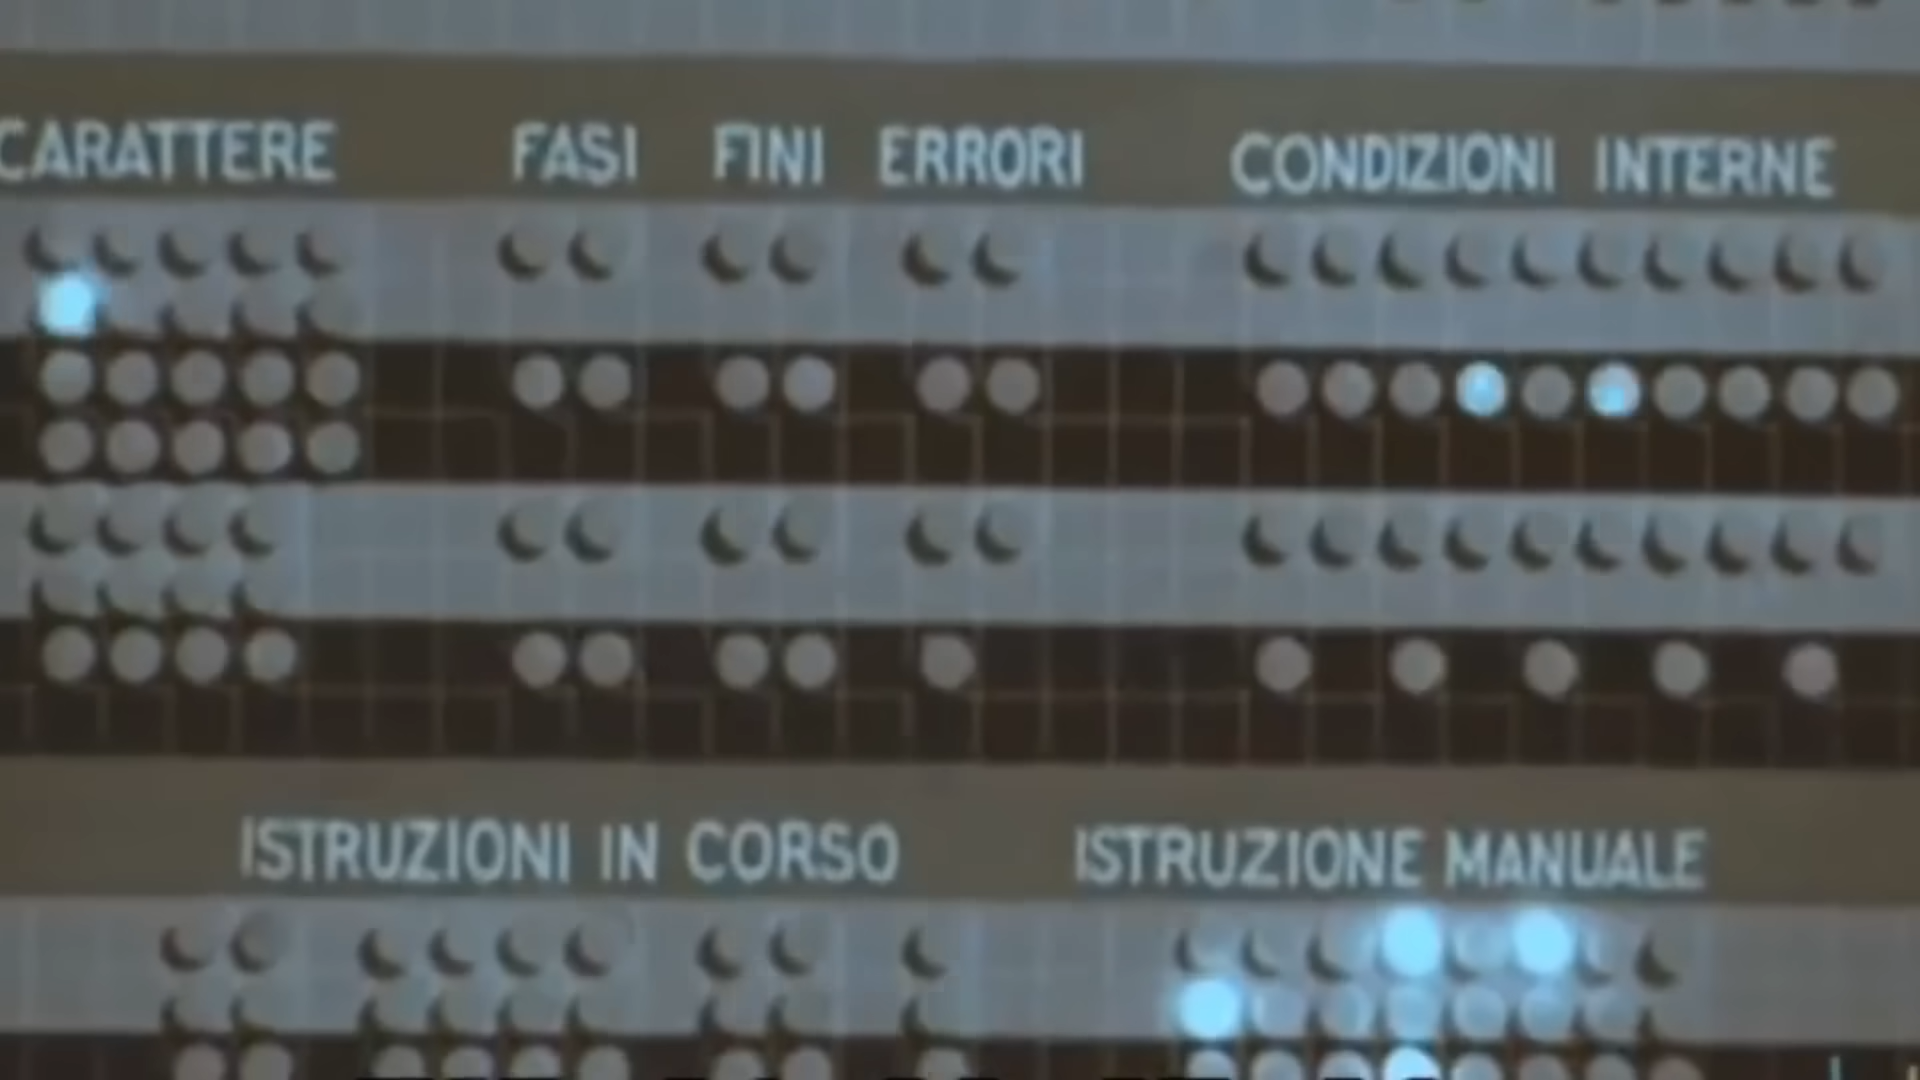 CARATTERE FASI FINI ERRORI CONDIZIONI INTERNE
ISTRUZIONI IN CORSO ISTRUZIONE MANUALE